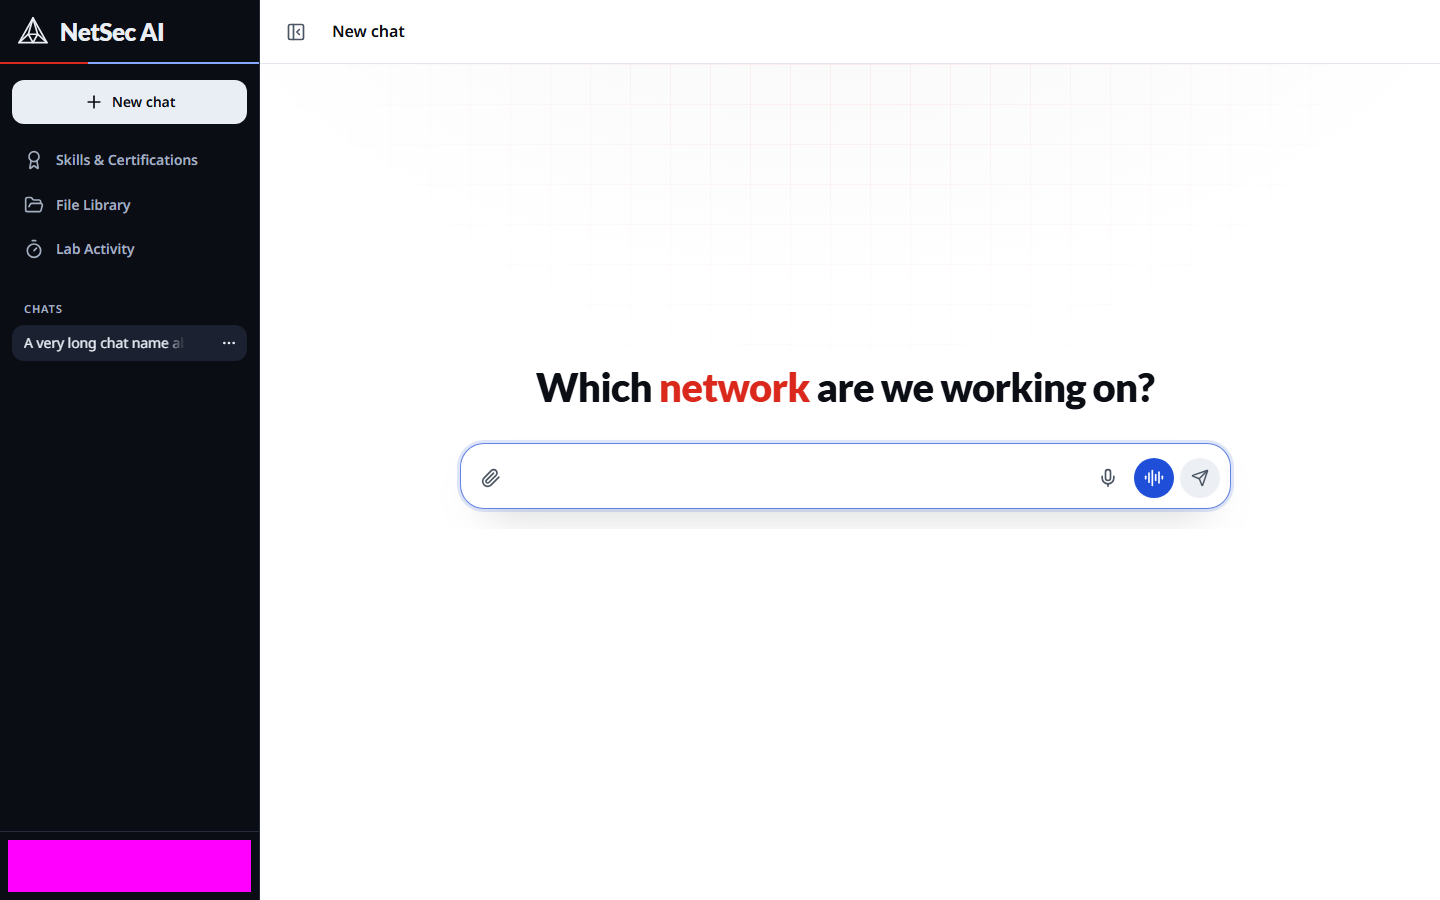 NetSec AI
New chat
New chat
Skills & Certifications
File Library
Lab Activity
CHATS
A very long chat name
Which network are we working on?